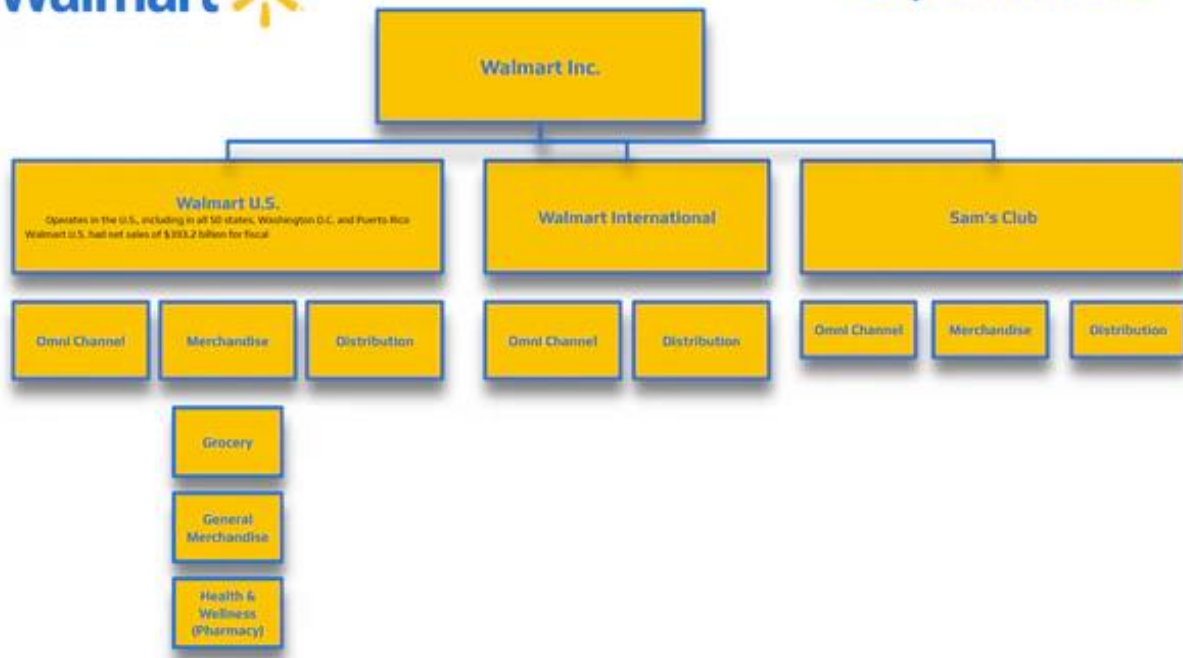 Walmart
Walmart Inc.
Walmart U.S.
Operates in the U.S., including in all 50 states, Washington D.C. and Puerto Rico
Walmart U.S. had net sales of $393.2 billion for fiscal
Walmart International
Sam's Club
Omni Channel
Merchandise
Distribution
Omni Channel
Distribution
Omni Channel
Merchandise
Distribution
Grocery
General
Merchandise
Health &
Wellness
(Pharmacy)